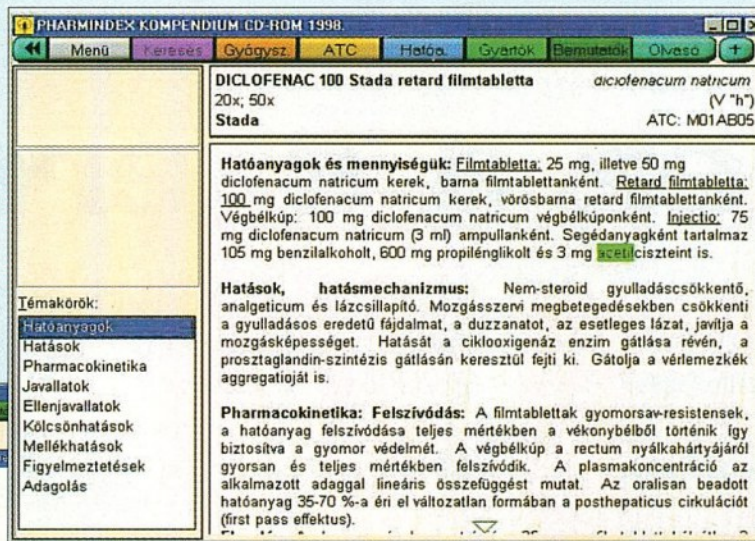 PHARMINDEX KOMPENDIUM CD-ROM 1998.
Menü Keresés Gyógysz. ATC Hatóa. Gyártók Bemutatók Olvasó +
DICLOFENAC 100 Stada retard filmtabletta diclofenacum natricum
20x; 50x (V "h")
Stada ATC: M01AB05
Hatóanyagok és mennyiségük: Filmtabletta: 25 mg, illetve 50 mg
diclofenacum natricum kerek, barna filmtablettanként. Retard filmtabletta:
100 mg diclofenacum natricum kerek, vörösbarna retard filmtablettanként.
Végbélkúp: 100 mg diclofenacum natricum végbélkúponként. Injectio: 75
mg diclofenacum natricum (3 ml) ampullanként. Segédanyagként tartalmaz
105 mg benzilalkoholt, 600 mg propilénglikolt és 3 mg acetilciszteint is.
Hatások, hatásmechanizmus: Nem-steroid gyulladáscsökkentő,
analgeticum és lázcsillapító. Mozgásszervi megbetegedésekben csökkenti
a gyulladásos eredetű fájdalmat, a duzzanatot, az esetleges lázat, javítja a
mozgásképességet. Hatását a ciklooxigenáz enzim gátlása révén, a
prosztaglandin-szintézis gátlásán keresztül fejti ki. Gátolja a vérlemezkék
aggregatioját is.
Pharmacokinetika: Felszívódás: A filmtablettak gyomorsav-resistensek,
a hatóanyag felszívódása teljes mértékben a vékonybélből történik így
biztosítva a gyomor védelmét. A végbélkúp a rectum nyálkahártyájáról
gyorsan és teljes mértékben felszívódik. A plasmakoncentráció az
alkalmazott adaggal lineáris összefüggést mutat. Az oralisan beadott
hatóanyag 35-70 %-a éri el változatlan formában a posthepaticus cirkulációt
(first pass effektus).
Témakörök:
Hatóanyagok
Hatások
Pharmacokinetika
Javallatok
Ellenjavallatok
Kölcsönhatások
Mellékhatások
Figyelmeztetések
Adagolás